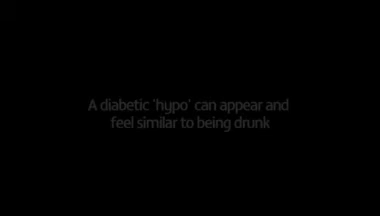 A diabetic 'hypo' can appear and
feel similar to being drunk